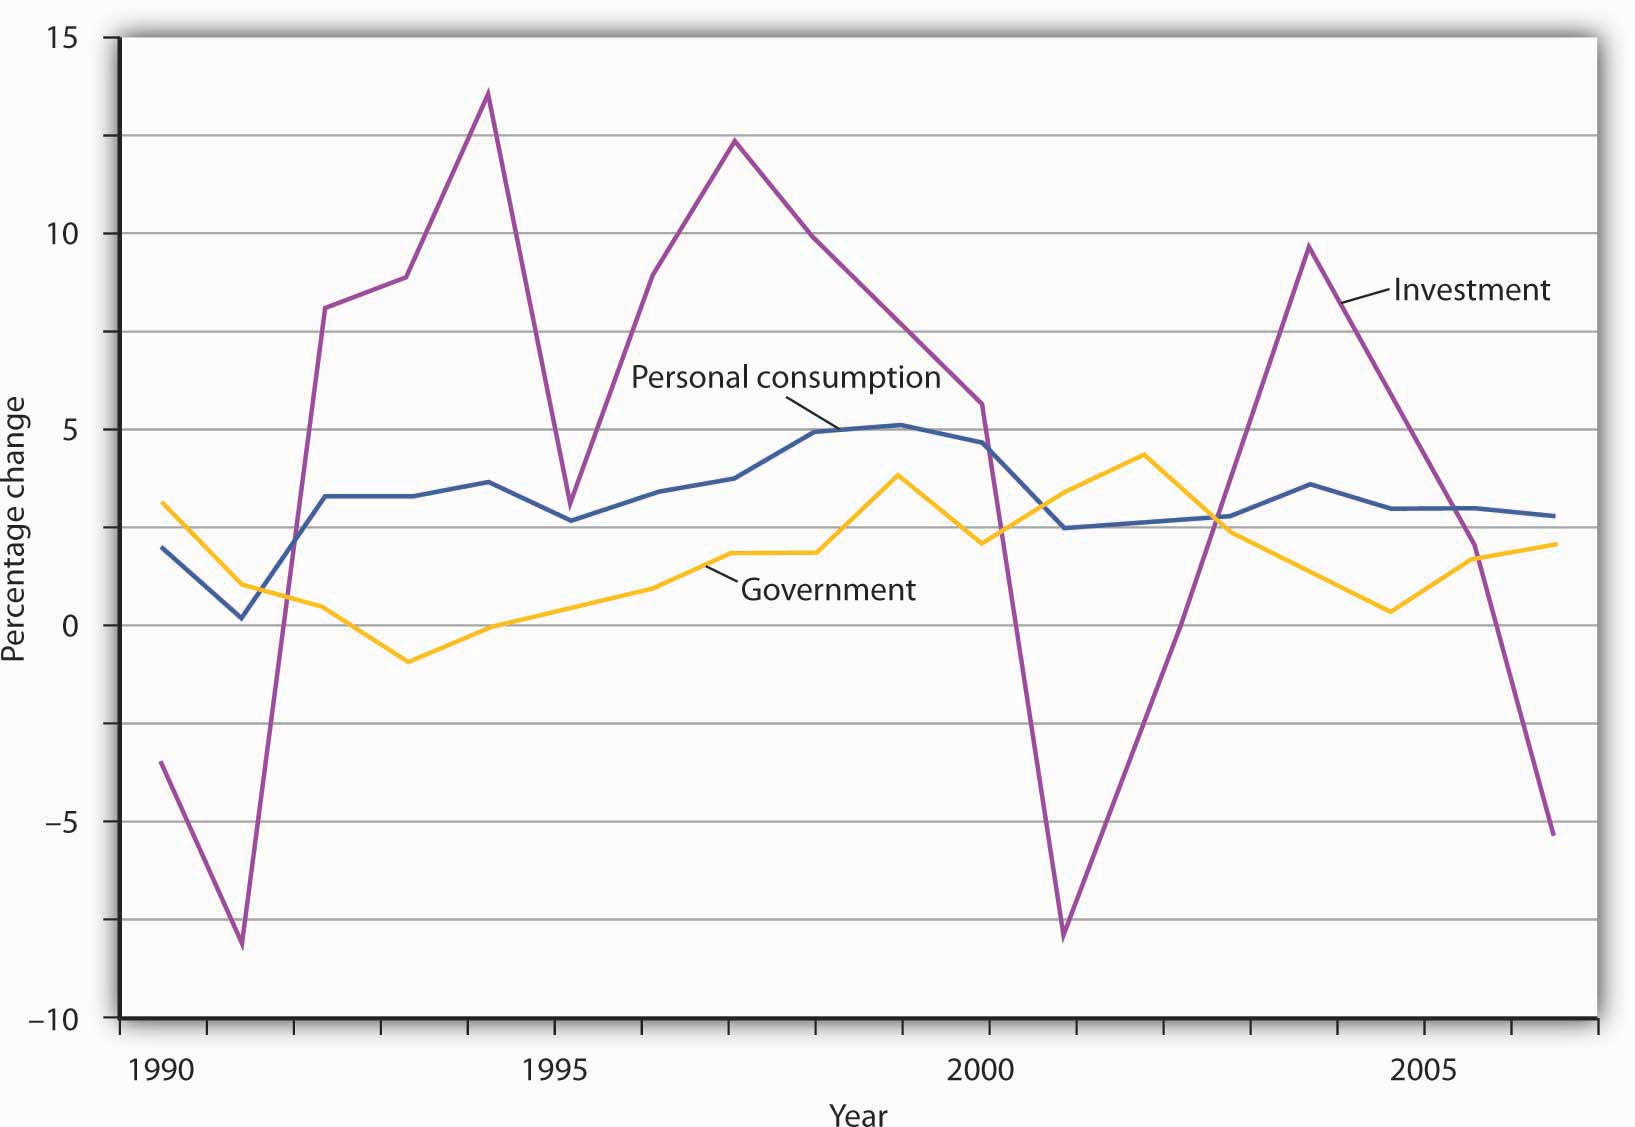 15
10
5
0
–5
–10
Percentage change
Investment
Personal consumption
Government
1990
1995
2000
2005
Year